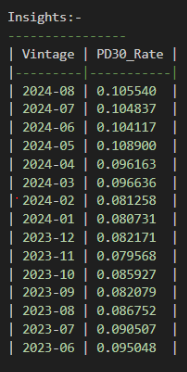 Insights:-
----------------
| Vintage | PD30_Rate |
|---------|-----------|
| 2024-08 | 0.105540 |
| 2024-07 | 0.104837 |
| 2024-06 | 0.104117 |
| 2024-05 | 0.108900 |
| 2024-04 | 0.096163 |
| 2024-03 | 0.096636 |
| 2024-02 | 0.081258 |
| 2024-01 | 0.080731 |
| 2023-12 | 0.082171 |
| 2023-11 | 0.079568 |
| 2023-10 | 0.085927 |
| 2023-09 | 0.082079 |
| 2023-08 | 0.086752 |
| 2023-07 | 0.090507 |
| 2023-06 | 0.095048 |